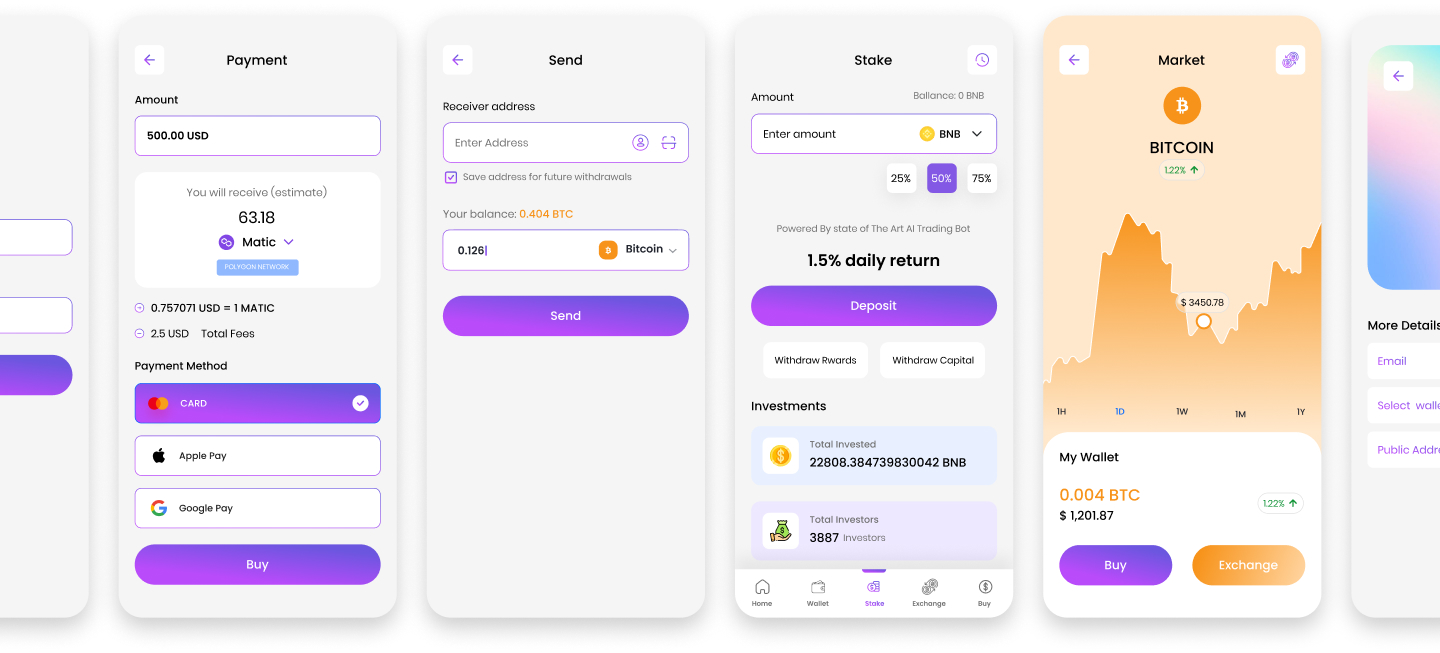 Payment
Amount
500.00 USD
You will receive (estimate)
63.18
Matic
POLYGON NETWORK
0.757071 USD = 1 MATIC
2.5 USD Total Fees
Payment Method
CARD
Apple Pay
Google Pay
Buy
Send
Receiver address
Enter Address
Save address for future withdrawals
Your balance: 0.404 BTC
0.126
Bitcoin
Send
Stake
Amount
Ballance: 0 BNB
Enter amount
BNB
25% 50% 75%
Powered By state of The Art AI Trading Bot
1.5% daily return
Deposit
Withdraw Rwards
Withdraw Capital
Investments
Total Invested
22808.384739830042 BNB
Total Investors
3887 Investors
Home Wallet Stake Exchange Buy
Market
BITCOIN
1.22%
$ 3450.78
1H 1D 1W 1M 1Y
My Wallet
0.004 BTC
$ 1,201.87
1.22%
Buy
Exchange
More Details
Email
Select
Public